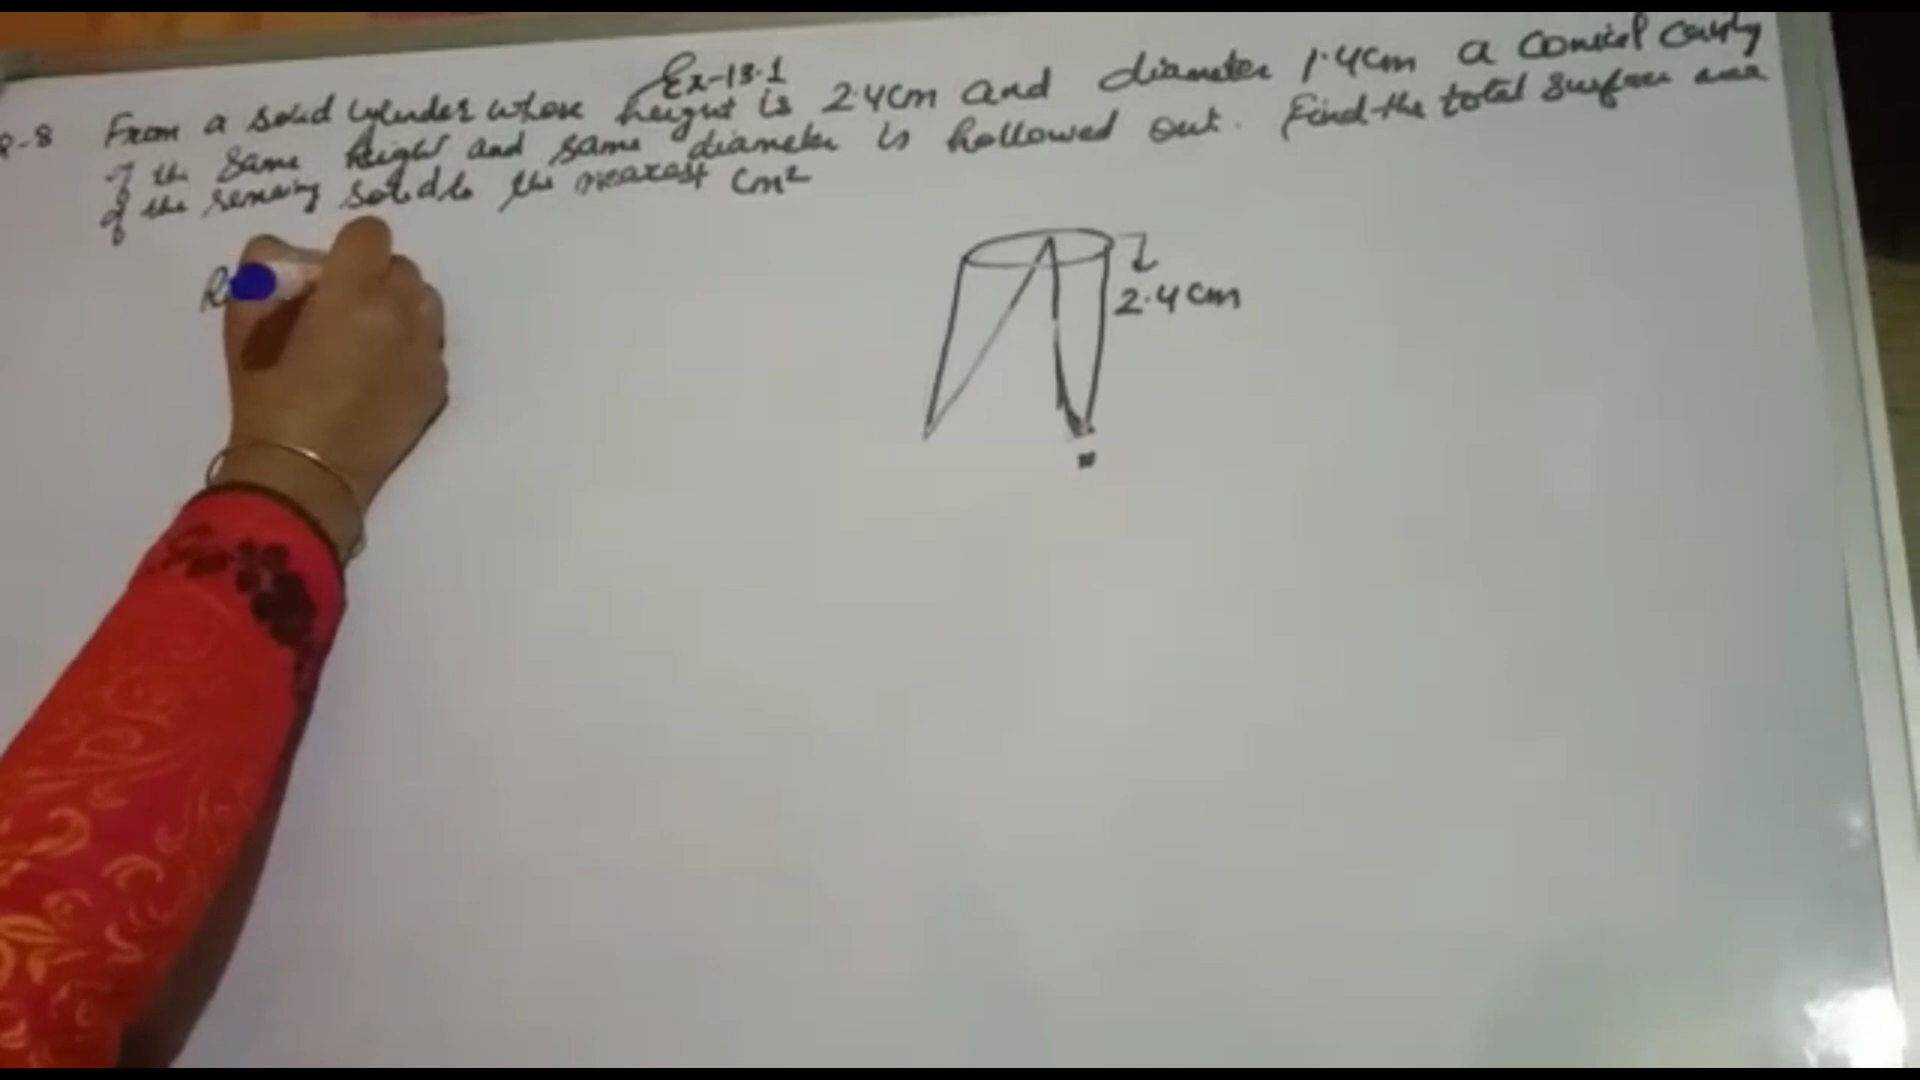 Ex-13.1
Q-8 From a solid cylinder whose height is 2.4cm and diameter 1.4cm a conical cavity
of the same height and same diameter is hollowed out. Find the total surface area
of the remaing solid to the nearest cm²
2.4cm
R